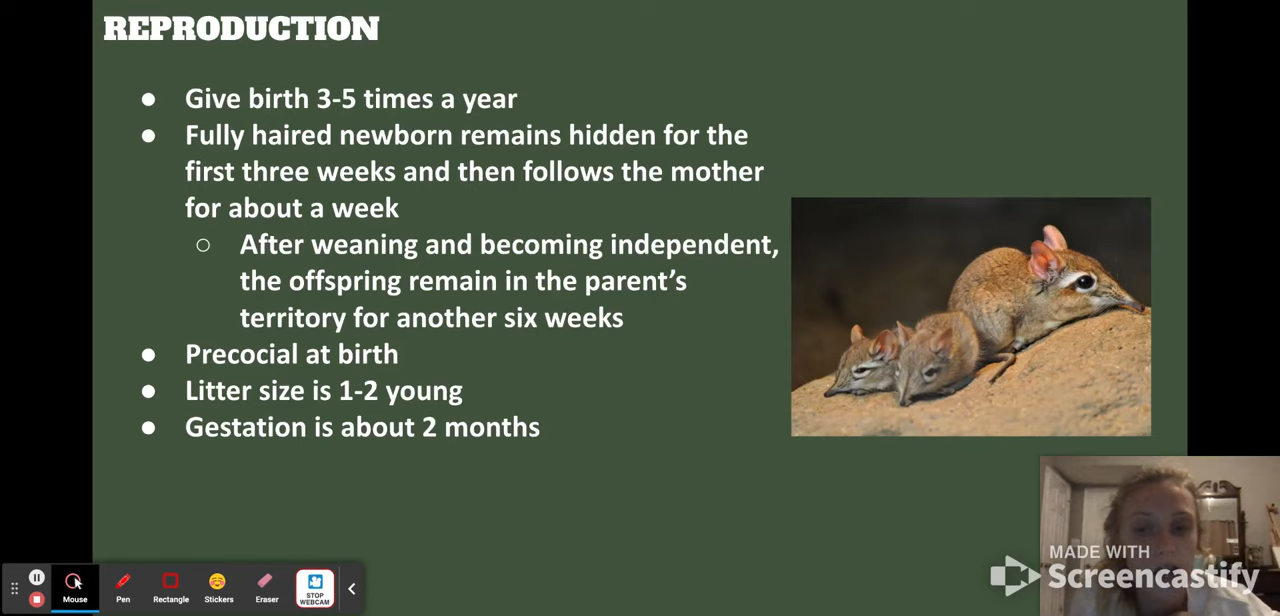 REPRODUCTION
● Give birth 3-5 times a year
● Fully haired newborn remains hidden for the
first three weeks and then follows the mother
for about a week
○ After weaning and becoming independent,
the offspring remain in the parent’s
territory for another six weeks
● Precocial at birth
● Litter size is 1-2 young
● Gestation is about 2 months
MADE WITH
Screencastify
Mouse
Pen
Rectangle
Stickers
Eraser
STOP
WEBCAM